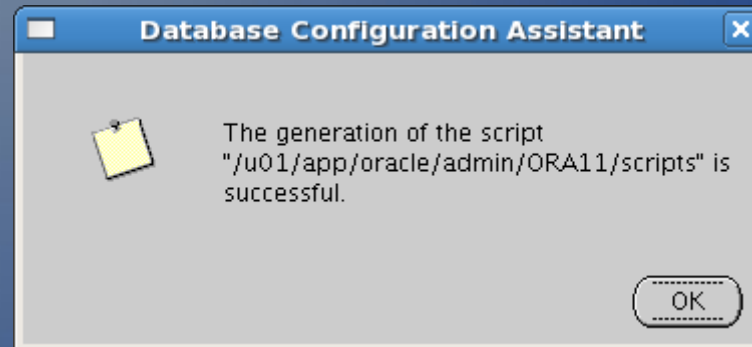 Database Configuration Assistant
The generation of the script
"/u01/app/oracle/admin/ORA11/scripts" is
successful.
OK